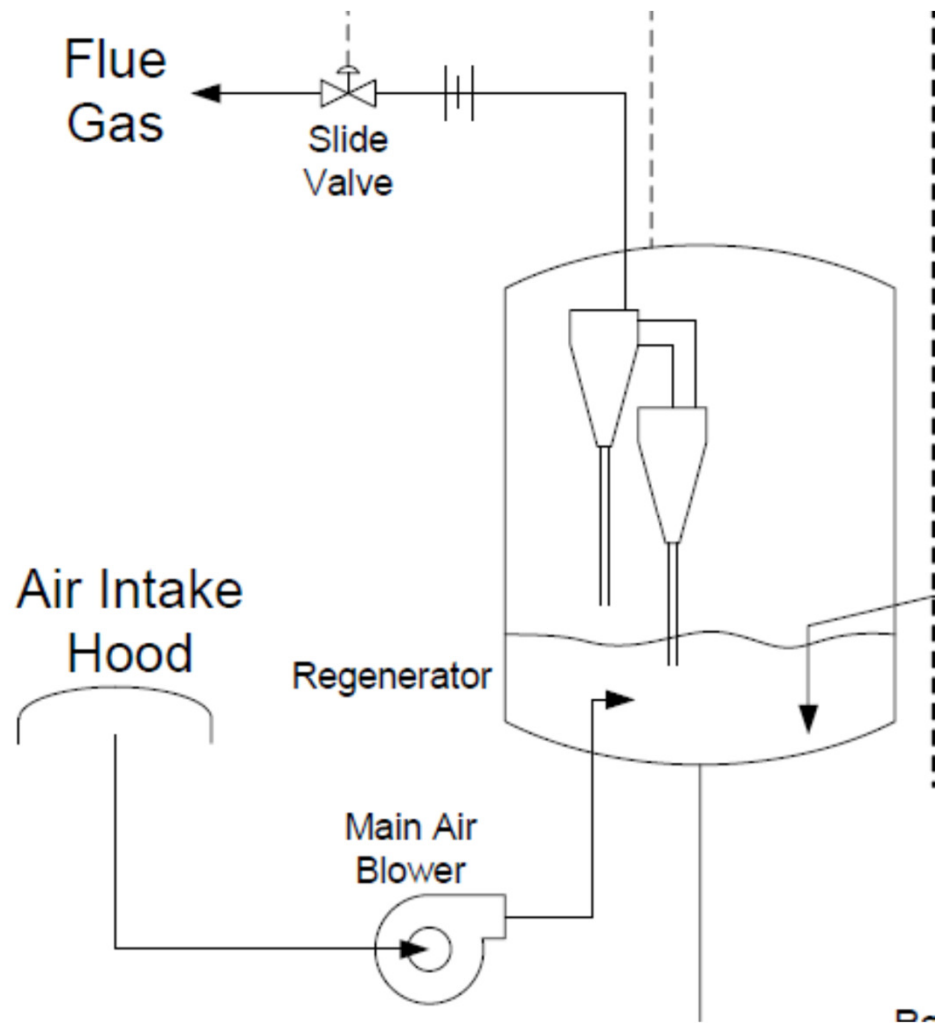 Flue
Gas
Slide
Valve
Air Intake
Hood
Regenerator
Main Air
Blower